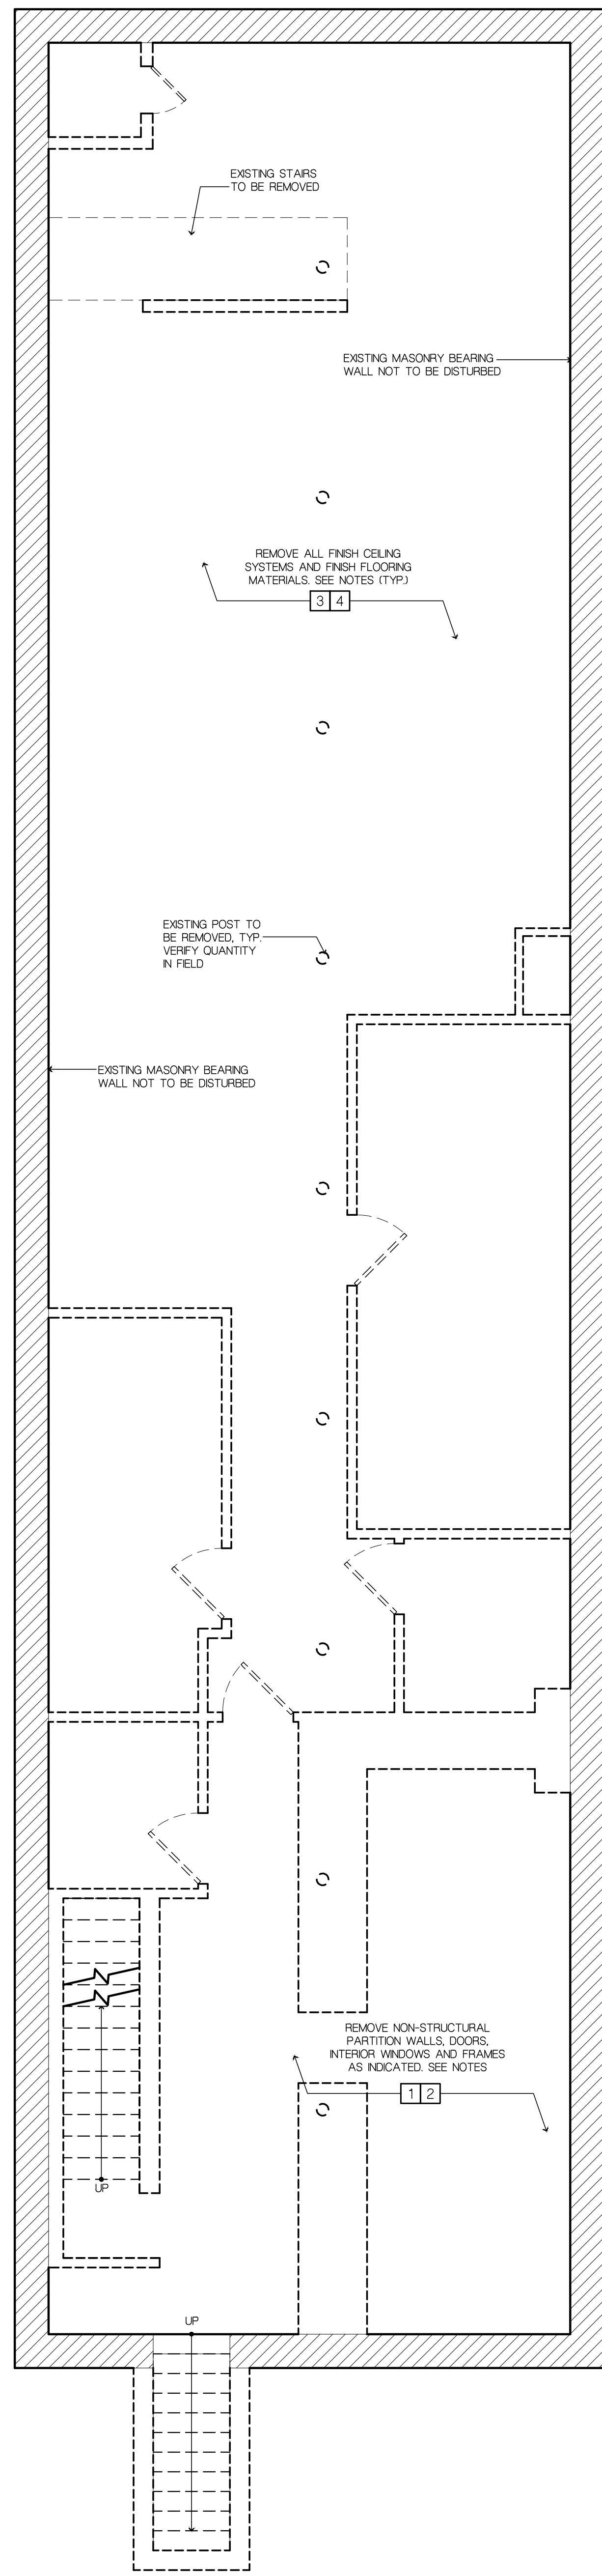 EXISTING STAIRS
TO BE REMOVED
EXISTING MASONRY BEARING
WALL NOT TO BE DISTURBED
REMOVE ALL FINISH CEILING
SYSTEMS AND FINISH FLOORING
MATERIALS. SEE NOTES (TYP.)
3 4
EXISTING POST TO
BE REMOVED, TYP.
VERIFY QUANTITY
IN FIELD
EXISTING MASONRY BEARING
WALL NOT TO BE DISTURBED
REMOVE NON-STRUCTURAL
PARTITION WALLS, DOORS,
INTERIOR WINDOWS AND FRAMES
AS INDICATED. SEE NOTES
1 2
UP
UP